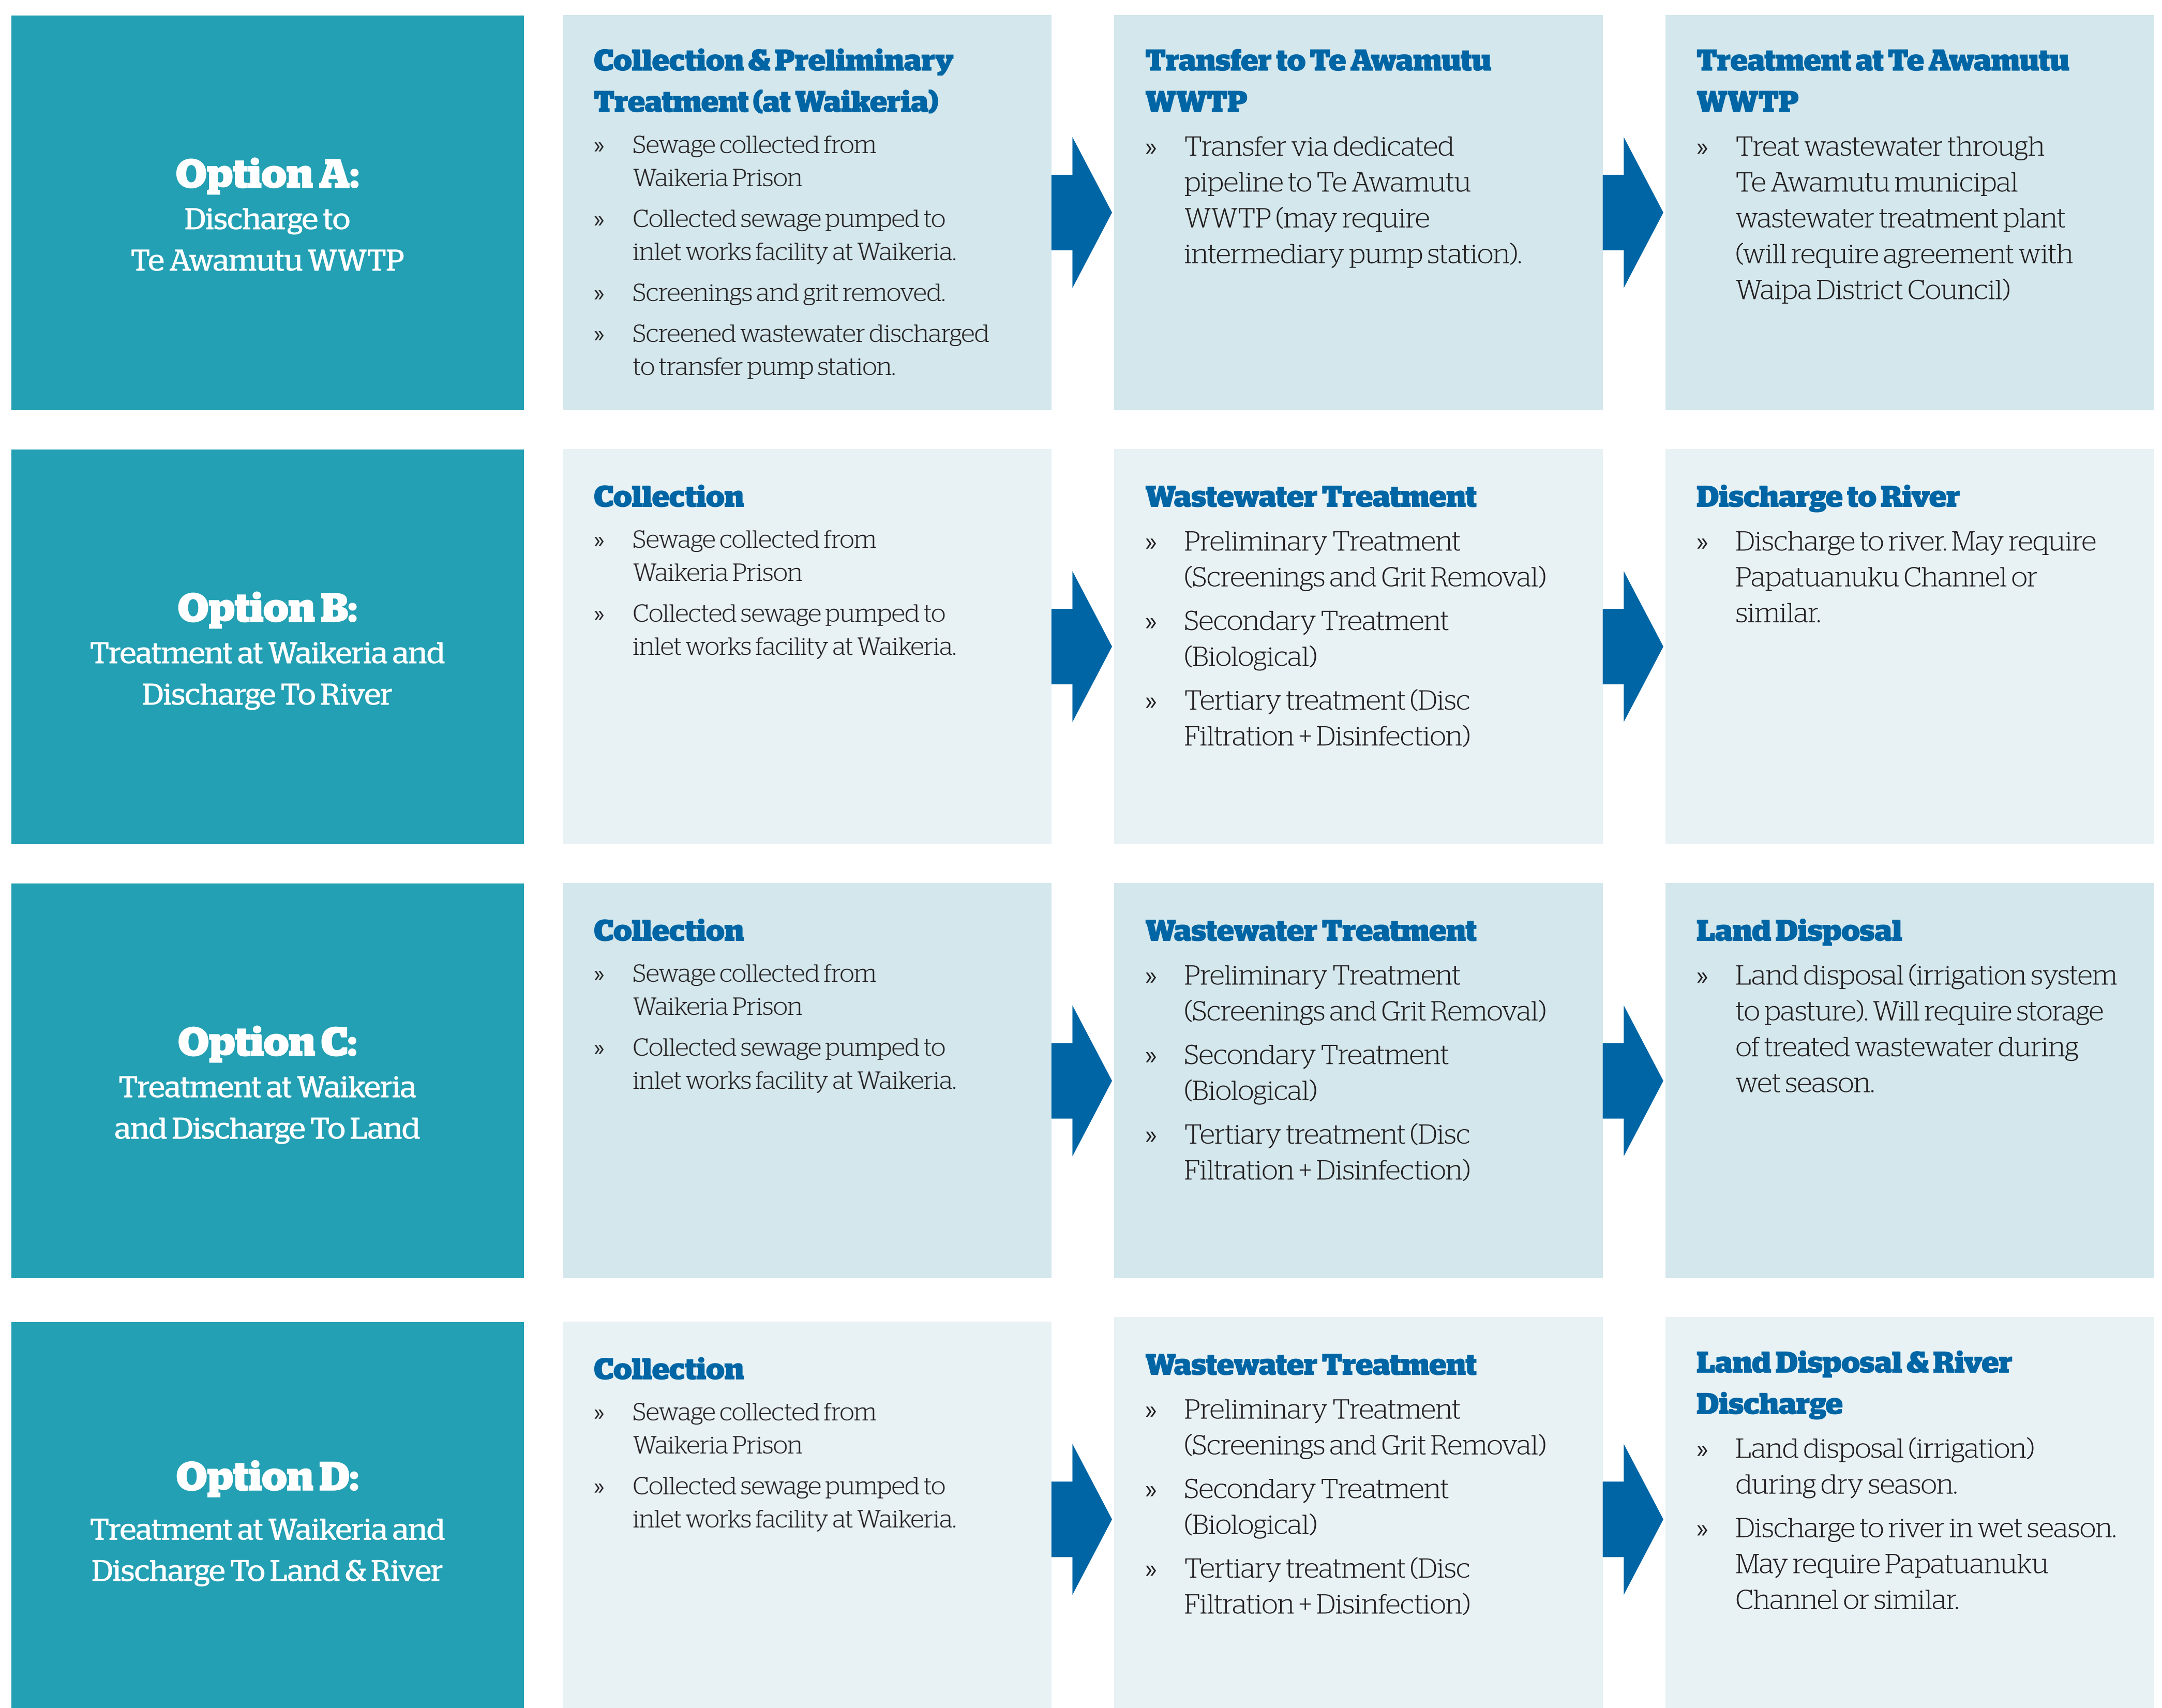 Option A:
Discharge to
Te Awamutu WWTP
Collection & Preliminary
Treatment (at Waikeria)
» Sewage collected from
Waikeria Prison
» Collected sewage pumped to
inlet works facility at Waikeria.
» Screenings and grit removed.
» Screened wastewater discharged
to transfer pump station.
Transfer to Te Awamutu
WWTP
» Transfer via dedicated
pipeline to Te Awamutu
WWTP (may require
intermediary pump station).
Treatment at Te Awamutu
WWTP
» Treat wastewater through
Te Awamutu municipal
wastewater treatment plant
(will require agreement with
Waipa District Council)
Option B:
Treatment at Waikeria and
Discharge To River
Collection
» Sewage collected from
Waikeria Prison
» Collected sewage pumped to
inlet works facility at Waikeria.
Wastewater Treatment
» Preliminary Treatment
(Screenings and Grit Removal)
» Secondary Treatment
(Biological)
» Tertiary treatment (Disc
Filtration + Disinfection)
Discharge to River
» Discharge to river. May require
Papatuanuku Channel or
similar.
Option C:
Treatment at Waikeria
and Discharge To Land
Collection
» Sewage collected from
Waikeria Prison
» Collected sewage pumped to
inlet works facility at Waikeria.
Wastewater Treatment
» Preliminary Treatment
(Screenings and Grit Removal)
» Secondary Treatment
(Biological)
» Tertiary treatment (Disc
Filtration + Disinfection)
Land Disposal
» Land disposal (irrigation system
to pasture). Will require storage
of treated wastewater during
wet season.
Option D:
Treatment at Waikeria and
Discharge To Land & River
Collection
» Sewage collected from
Waikeria Prison
» Collected sewage pumped to
inlet works facility at Waikeria.
Wastewater Treatment
» Preliminary Treatment
(Screenings and Grit Removal)
» Secondary Treatment
(Biological)
» Tertiary treatment (Disc
Filtration + Disinfection)
Land Disposal & River
Discharge
» Land disposal (irrigation)
during dry season.
» Discharge to river in wet season.
May require Papatuanuku
Channel or similar.